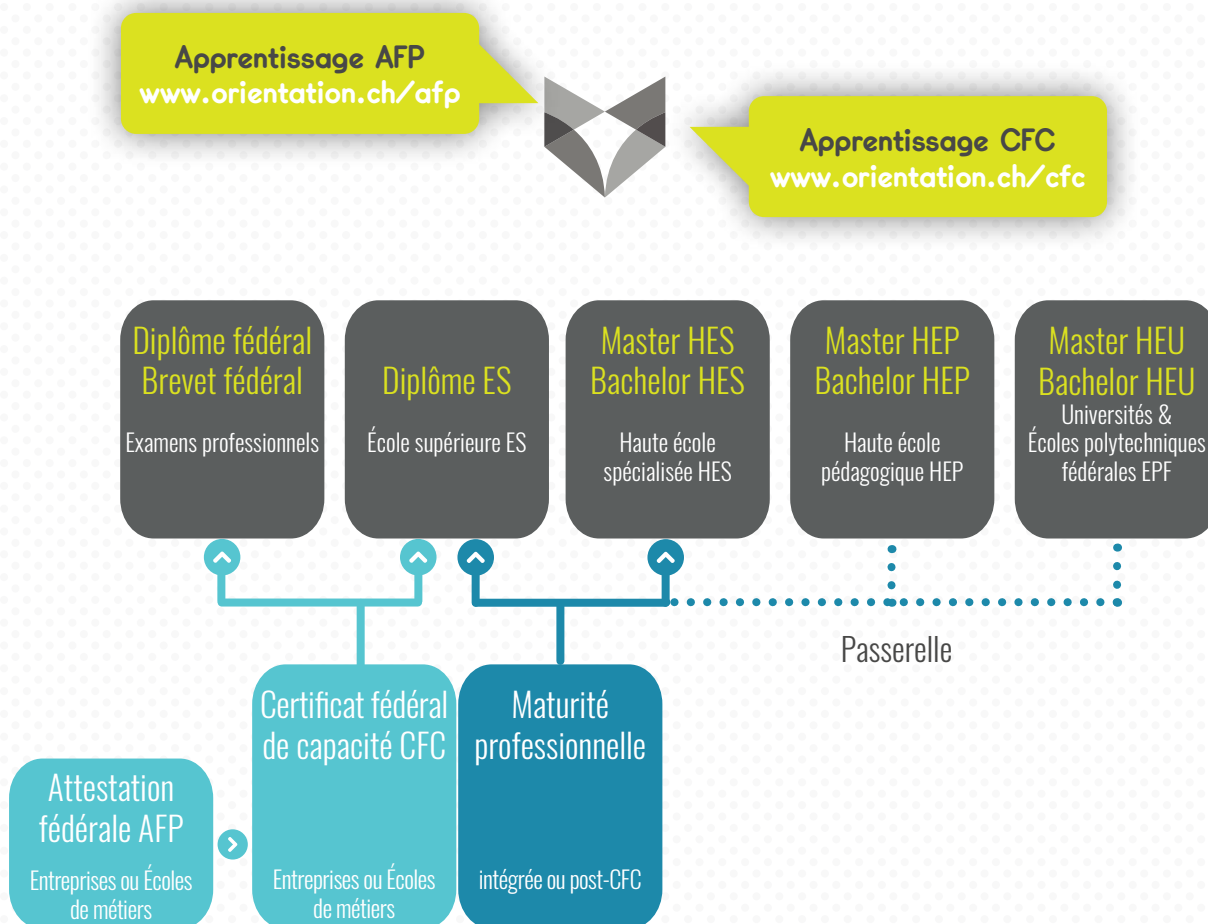 Apprentissage AFP
www.orientation.ch/afp
Apprentissage CFC
www.orientation.ch/cfc
Diplôme fédéral
Brevet fédéral
Examens professionnels
Diplôme ES
École supérieure ES
Master HES
Bachelor HES
Haute école
spécialisée HES
Master HEP
Bachelor HEP
Haute école
pédagogique HEP
Master HEU
Bachelor HEU
Universités &
Écoles polytechniques
fédérales EPF
Passerelle
Certificat fédéral
de capacité CFC
Entreprises ou Écoles
de métiers
Maturité
professionnelle
intégrée ou post-CFC
Attestation
fédérale AFP
Entreprises ou Écoles
de métiers